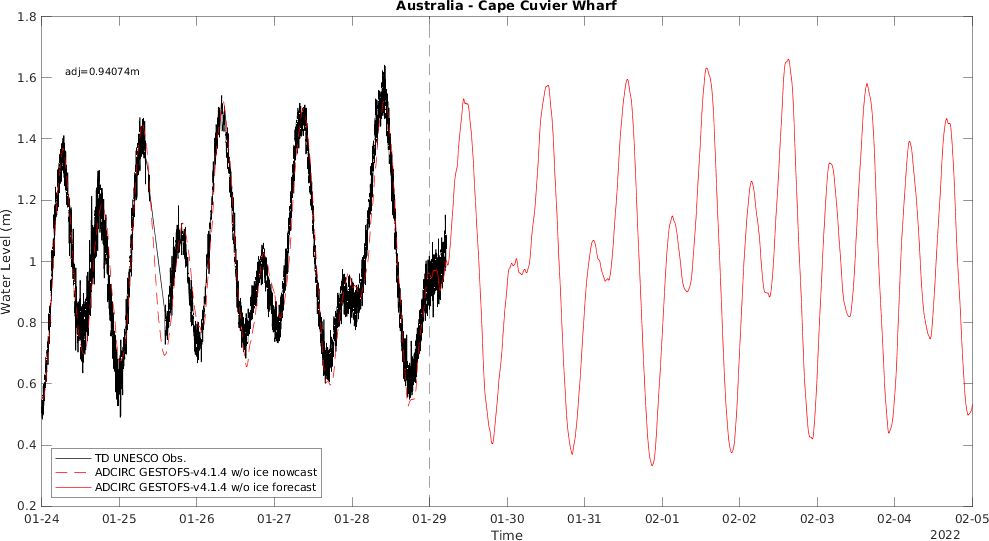 Australia - Cape Cuvier Wharf
adj=0.94074m
Water Level (m)
1.8
1.6
1.4
1.2
1
0.8
0.6
0.4
0.2
TD UNESCO Obs.
ADCIRC GESTOFS-v4.1.4 w/o ice nowcast
ADCIRC GESTOFS-v4.1.4 w/o ice forecast
01-24 01-25 01-26 01-27 01-28 01-29 01-30 01-31 02-01 02-02 02-03 02-04 02-05
Time
2022